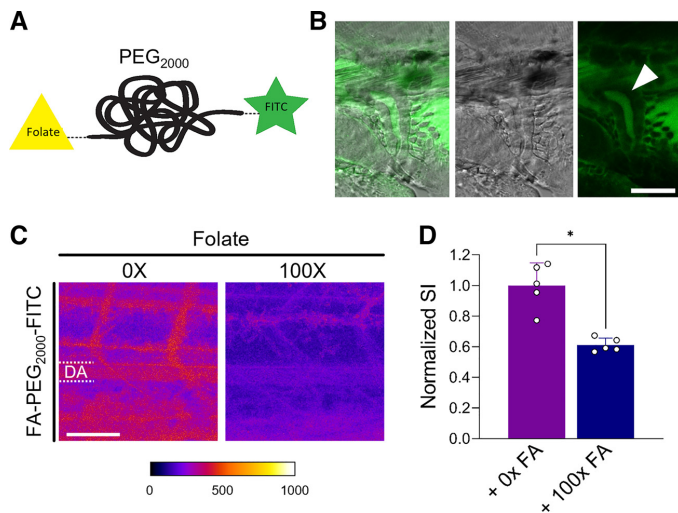 A
PEG2000
Folate
FITC
B
C
Folate
0X
100X
FA-PEG2000-FITC
DA
0
500
1000
D
*
Normalized SI
1.2
1.0
0.8
0.6
0.4
0.2
0.0
+ 0x FA
+ 100x FA